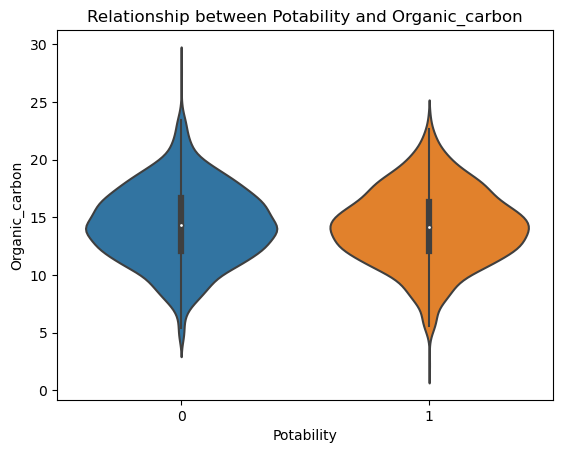 Relationship between Potability and Organic_carbon
30
25
20
15
10
5
0
Organic_carbon
0 1
Potability